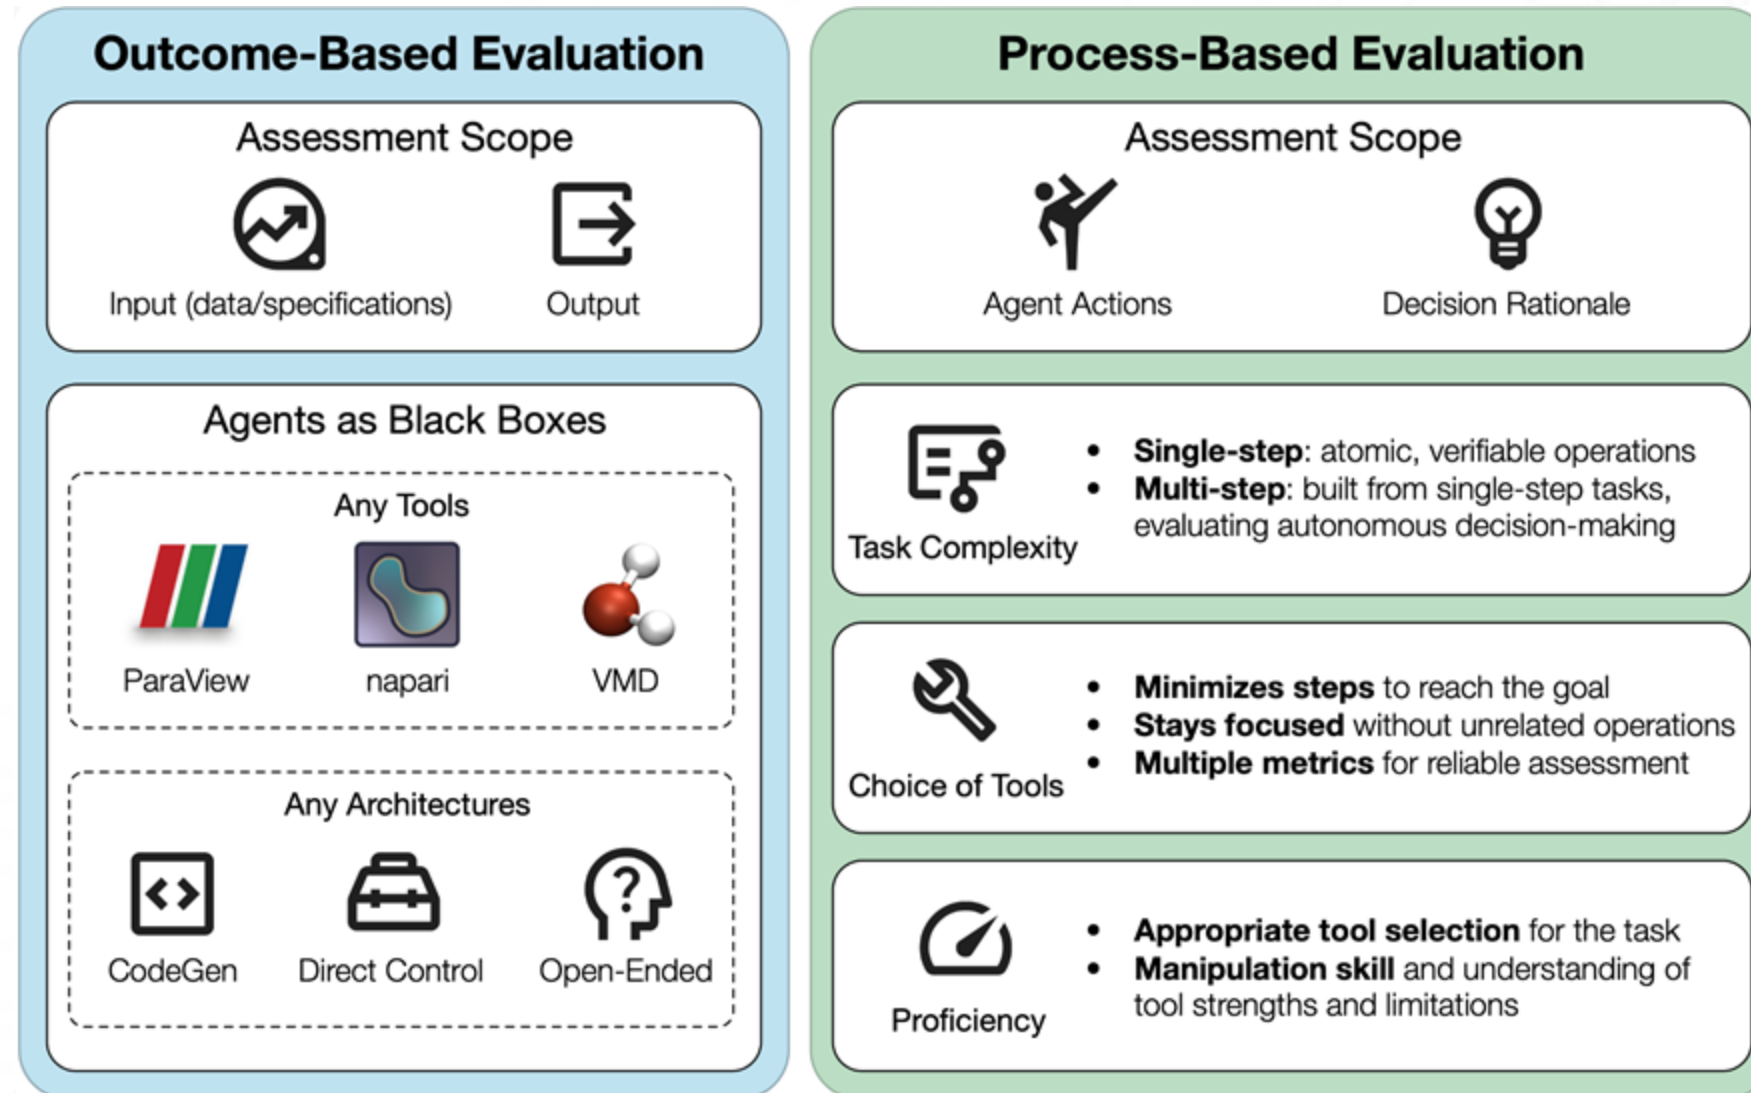 Outcome-Based Evaluation
Assessment Scope
Input (data/specifications)
Output
Agents as Black Boxes
Any Tools
ParaView
napari
VMD
Any Architectures
CodeGen
Direct Control
Open-Ended
Process-Based Evaluation
Assessment Scope
Agent Actions
Decision Rationale
Task Complexity
• Single-step: atomic, verifiable operations
• Multi-step: built from single-step tasks,
evaluating autonomous decision-making
Choice of Tools
• Minimizes steps to reach the goal
• Stays focused without unrelated operations
• Multiple metrics for reliable assessment
Proficiency
• Appropriate tool selection for the task
• Manipulation skill and understanding of
tool strengths and limitations